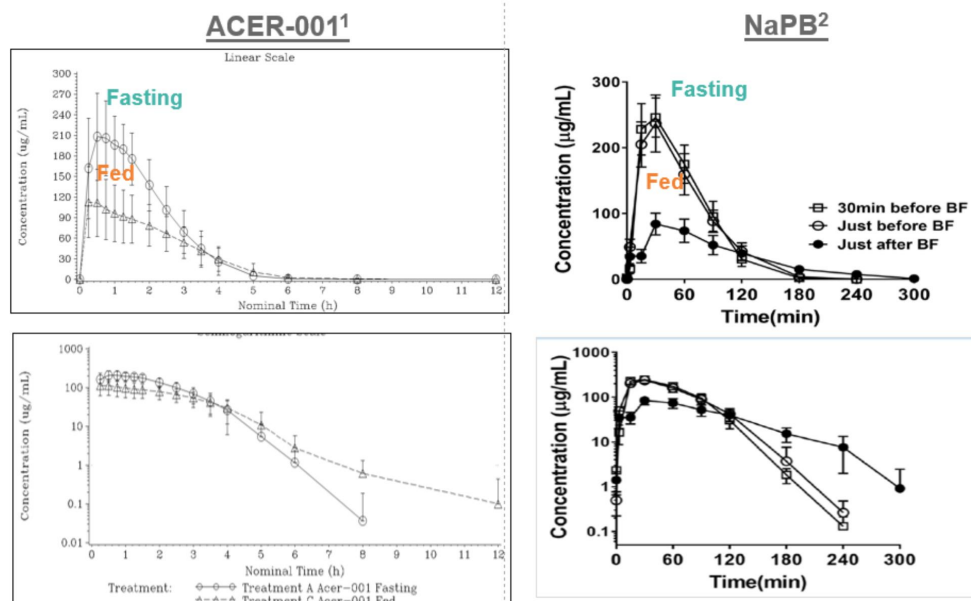 ACER-001¹
NaPB²
Linear Scale
Concentration (ug/mL)
300
270
240
210
180
150
120
90
60
30
0
Fasting
Fed
0 1 2 3 4 5 6 7 8 9 10 11 12
Nominal Time (h)
Concentration (µg/mL)
300
200
100
0
Fasting
Fed
30min before BF
Just before BF
Just after BF
0 60 120 180 240 300
Time(min)
Concentration (ug/mL)
1000
100
10
1
0.1
0.01
0 1 2 3 4 5 6 7 8 9 10 11 12
Nominal Time (h)
Treatment: Treatment A Acer-001 Fasting
Treatment C Acer-001 Fed
Concentration (µg/mL)
1000
100
10
1
0.1
0 60 120 180 240 300
Time(min)